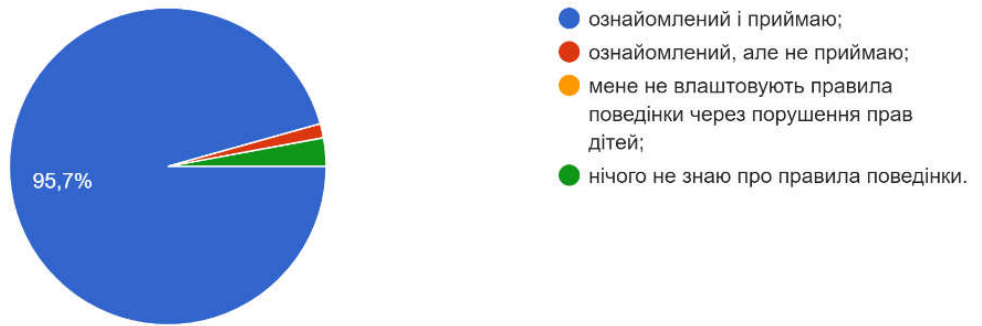 ознайомлений і приймаю;
ознайомлений, але не приймаю;
мене не влаштовують правила
поведінки через порушення прав
дітей;
нічого не знаю про правила поведінки.
95,7%